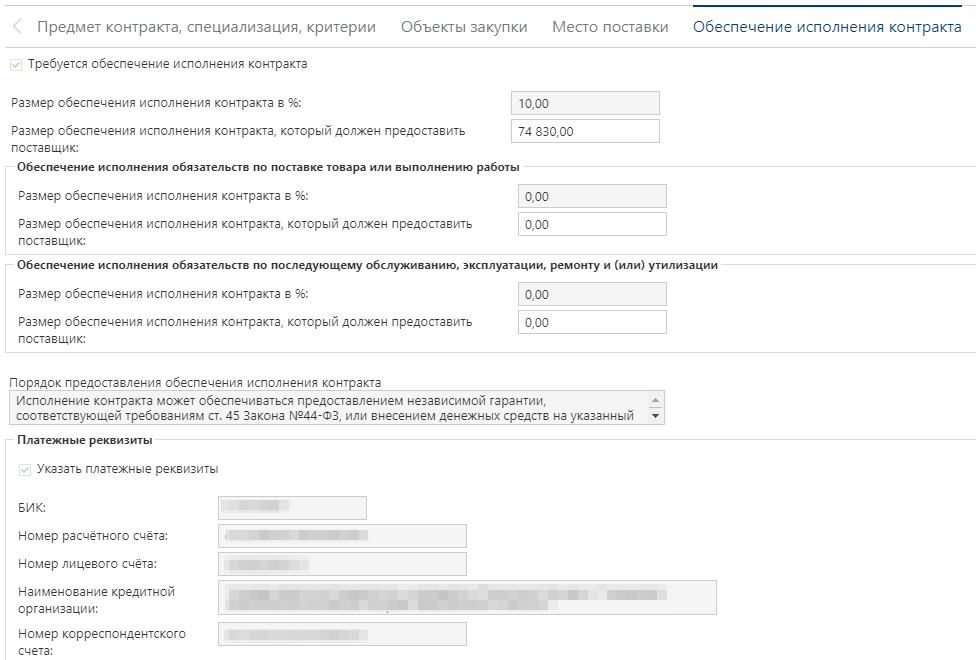 Предмет контракта, специализация, критерии Объекты закупки Место поставки Обеспечение исполнения контракта
Требуется обеспечение исполнения контракта
Размер обеспечения исполнения контракта в %: 10,00
Размер обеспечения исполнения контракта, который должен предоставить 74 830,00
поставщик:
Обеспечение исполнения обязательств по поставке товара или выполнению работы
Размер обеспечения исполнения контракта в %: 0,00
Размер обеспечения исполнения контракта, который должен предоставить 0,00
поставщик:
Обеспечение исполнения обязательств по последующему обслуживанию, эксплуатации, ремонту и (или) утилизации
Размер обеспечения исполнения контракта в %: 0,00
Размер обеспечения исполнения контракта, который должен предоставить 0,00
поставщик:
Порядок предоставления обеспечения исполнения контракта
Исполнение контракта может обеспечиваться предоставлением независимой гарантии,
соответствующей требованиям ст. 45 Закона №44-ФЗ, или внесением денежных средств на указанный
Платежные реквизиты
Указать платежные реквизиты
БИК:
Номер расчётного счёта:
Номер лицевого счёта:
Наименование кредитной
организации:
Номер корреспондентского
счета: